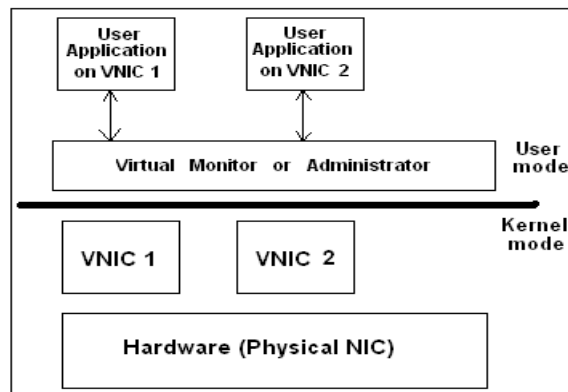 User
Application
on VNIC 1
User
Application
on VNIC 2
Virtual Monitor or Administrator
User
mode
Kernel
mode
VNIC 1
VNIC 2
Hardware (Physical NIC)